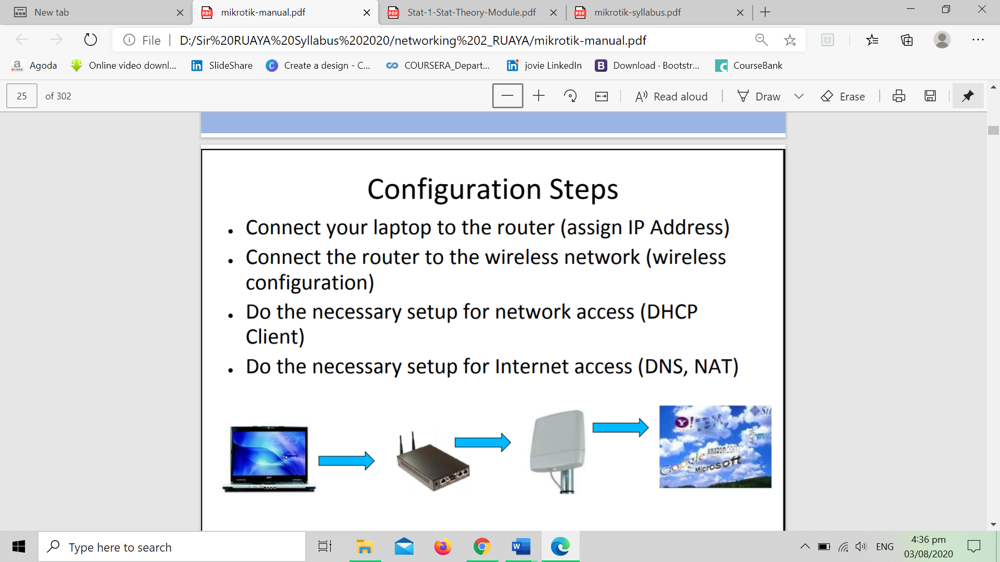 New tab
mikrotik-manual.pdf
Stat-1-Stat-Theory-Module.pdf
mikrotik-syllabus.pdf
File
D:/Sir%20RUAYA%20Syllabus%202020/networking%202_RUAYA/mikrotik-manual.pdf
Agoda
Online video downl...
SlideShare
Create a design - C...
COURSERA_Depart...
jovie LinkedIn
Download · Bootstr...
CourseBank
25 of 302
Read aloud
Draw
Erase
Configuration Steps
• Connect your laptop to the router (assign IP Address)
• Connect the router to the wireless network (wireless
configuration)
• Do the necessary setup for network access (DHCP
Client)
• Do the necessary setup for Internet access (DNS, NAT)
acer
Y! IBM
Su
vmw
amazon.com
Google
Microsoft
Type here to search
ENG
4:36 pm
03/08/2020